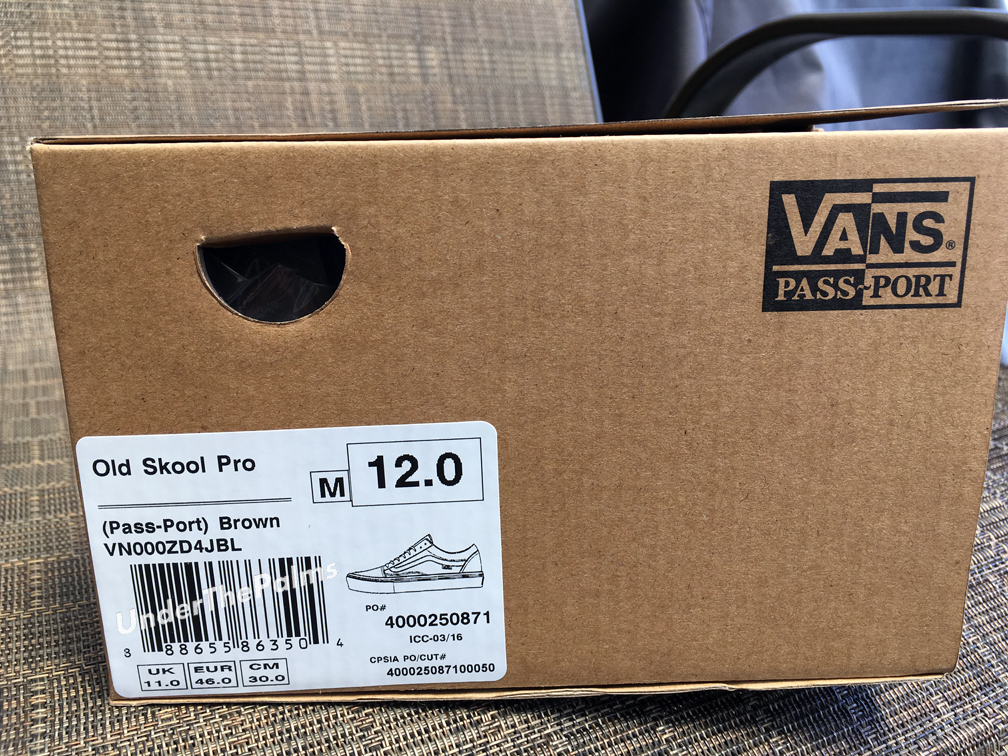 VANS®
PASS~PORT
Old Skool Pro
M 12.0
(Pass-Port) Brown
VN000ZD4JBL
UnderThePalms
3 88655 86350 4
UK 11.0
EUR 46.0
CM 30.0
PO#
4000250871
ICC-03/16
CPSIA PO/CUT#
400025087100050